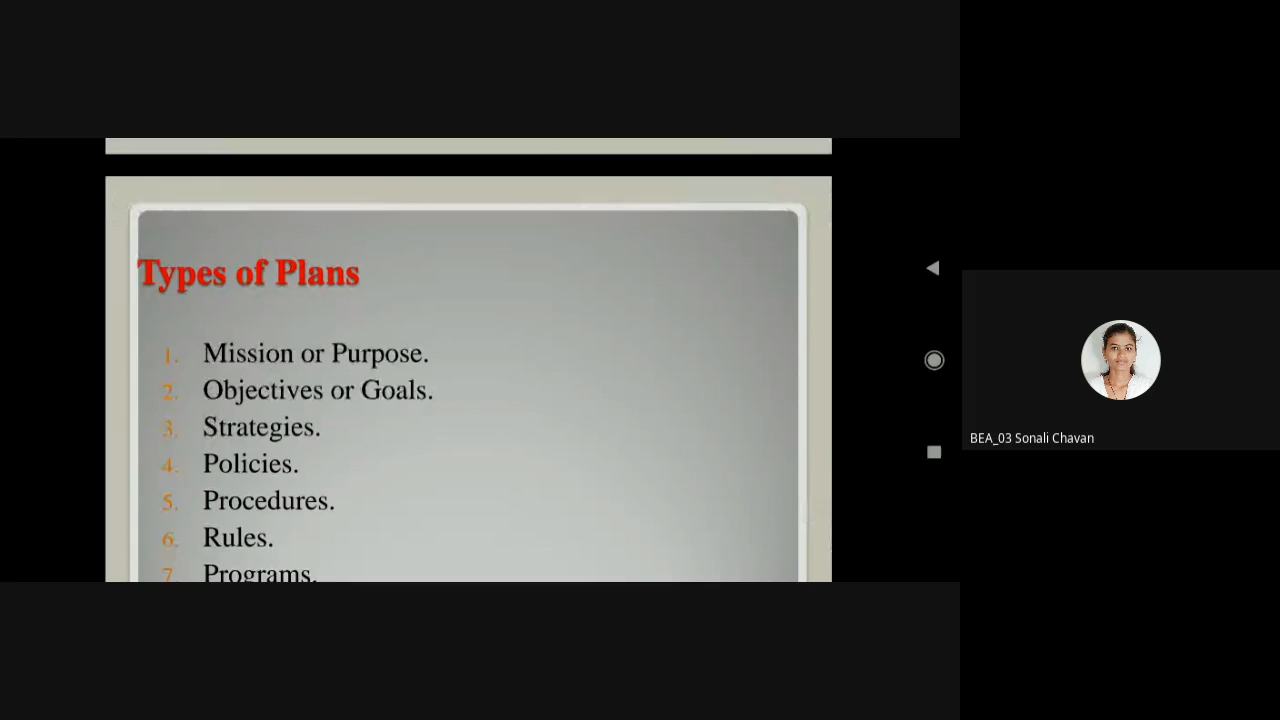 Types of Plans
1. Mission or Purpose.
2. Objectives or Goals.
3. Strategies.
4. Policies.
5. Procedures.
6. Rules.
7. Programs.
BEA_03 Sonali Chavan